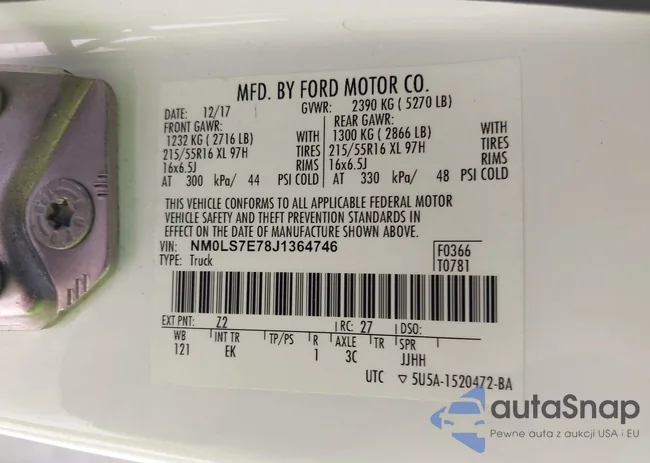 MFD. BY FORD MOTOR CO.
DATE: 12/17 GVWR: 2390 KG ( 5270 LB)
FRONT GAWR: REAR GAWR:
1232 KG ( 2716 LB) WITH 1300 KG ( 2866 LB) WITH
215/55R16 XL 97H TIRES 215/55R16 XL 97H TIRES
16x6.5J RIMS 16x6.5J RIMS
AT 300 kPa/ 44 PSI COLD AT 330 kPa/ 48 PSI COLD
THIS VEHICLE CONFORMS TO ALL APPLICABLE FEDERAL MOTOR
VEHICLE SAFETY AND THEFT PREVENTION STANDARDS IN
EFFECT ON THE DATE OF MANUFACTURE SHOWN ABOVE.
VIN: NM0LS7E78J1364746 F0366
TYPE: Truck T0781
EXT PNT: Z2 RC: 27 DSO:
WB INT TR TP/PS R AXLE TR SPR
121 EK 1 3C JJHH
UTC ▽ 5U5A-1520472-BA
autaSnap
Pewne auta z aukcji USA i EU